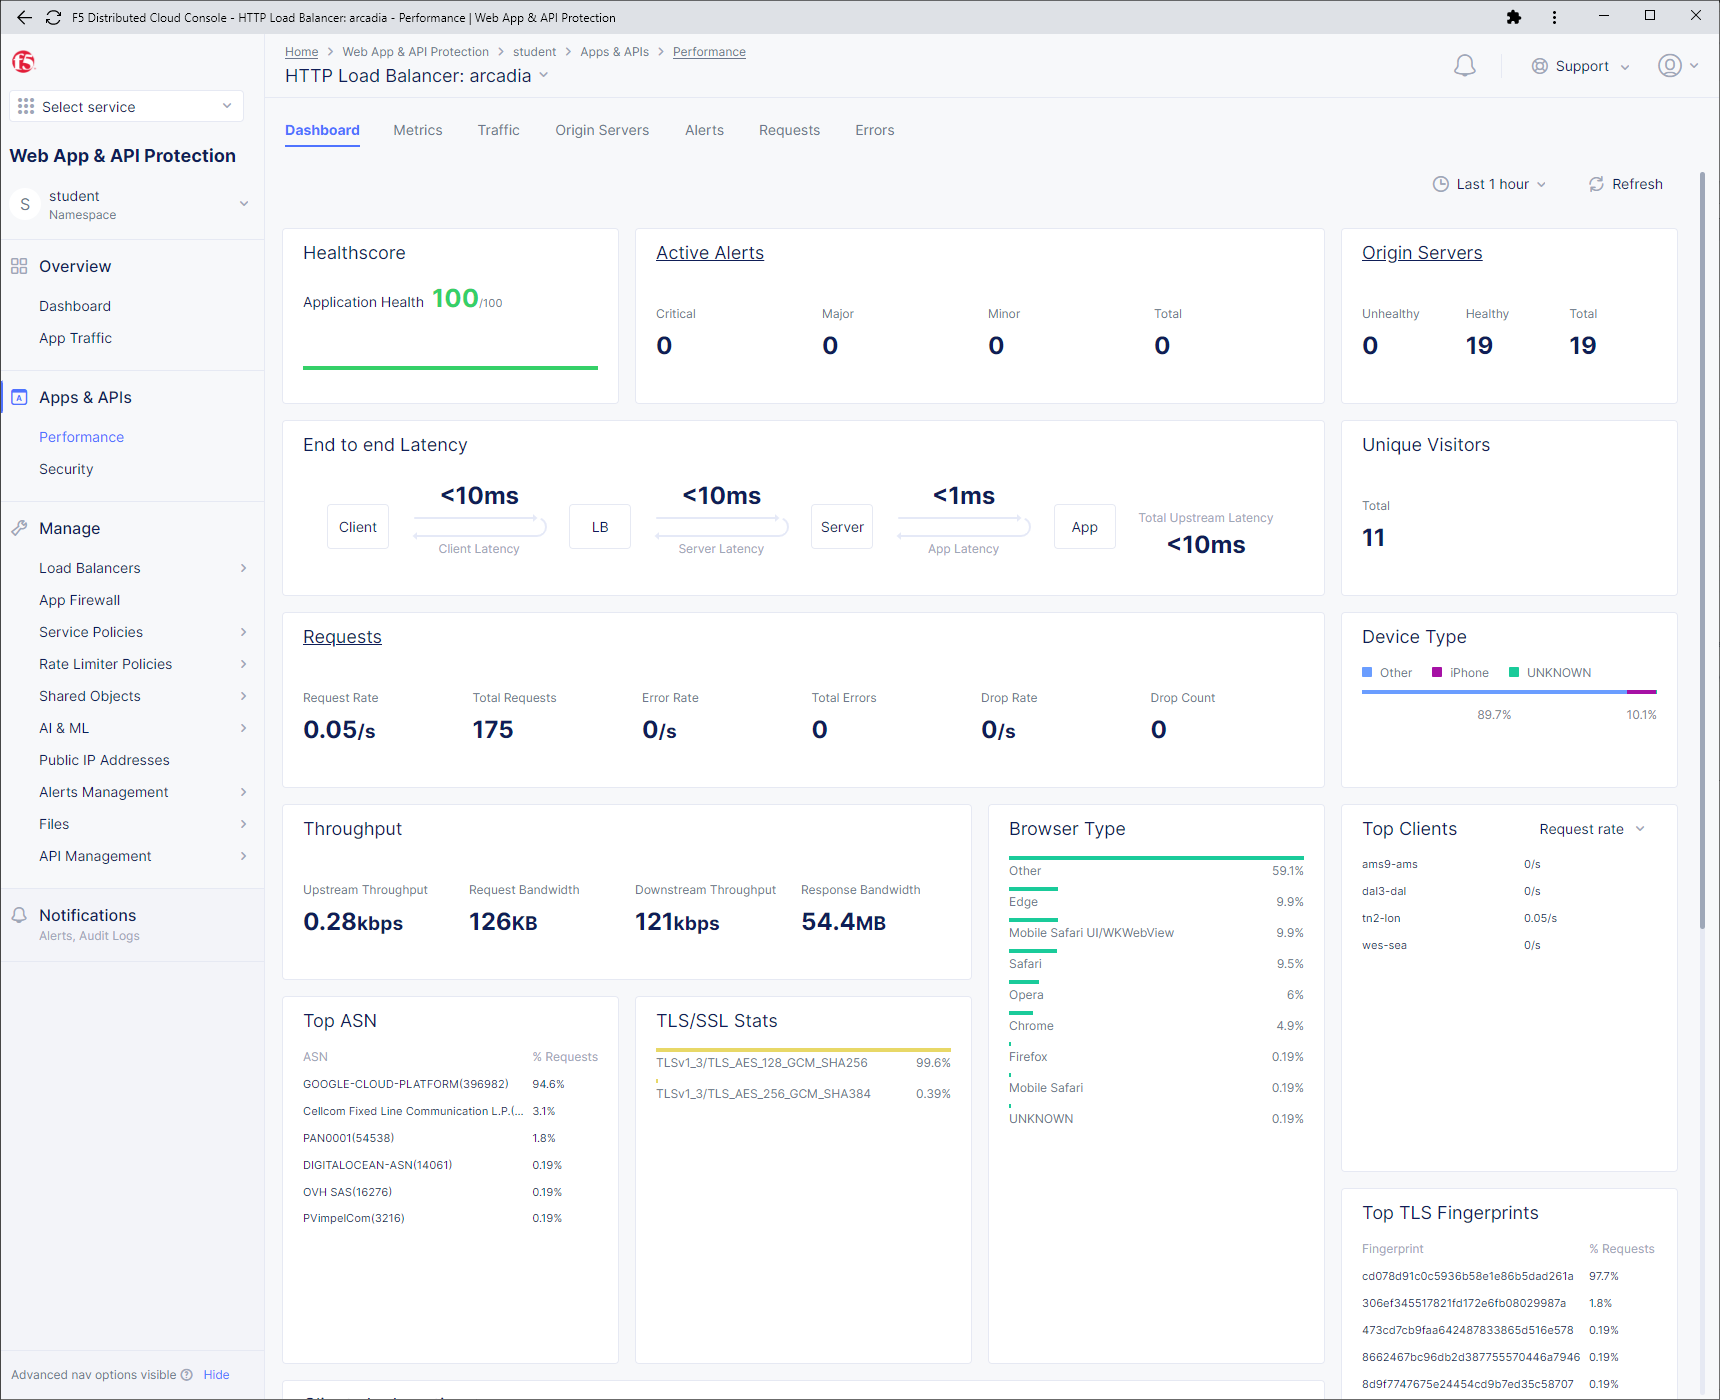 F5 Distributed Cloud Console - HTTP Load Balancer: arcadia - Performance | Web App & API Protection
f5
Select service
Web App & API Protection
S
student
Namespace
Overview
Dashboard
App Traffic
Apps & APIs
Performance
Security
Manage
Load Balancers
App Firewall
Service Policies
Rate Limiter Policies
Shared Objects
AI & ML
Public IP Addresses
Alerts Management
Files
API Management
Notifications
Alerts, Audit Logs
Advanced nav options visible Hide
Home > Web App & API Protection > student > Apps & APIs > Performance
HTTP Load Balancer: arcadia
Support
Dashboard Metrics Traffic Origin Servers Alerts Requests Errors
Last 1 hour Refresh
Healthscore
Application Health 100/100
Active Alerts
Critical Major Minor Total
0 0 0 0
Origin Servers
Unhealthy Healthy Total
0 19 19
End to end Latency
<10ms <10ms <1ms
Client LB Server App
Client Latency Server Latency App Latency
Total Upstream Latency
<10ms
Unique Visitors
Total
11
Requests
Request Rate Total Requests Error Rate Total Errors Drop Rate Drop Count
0.05/s 175 0/s 0 0/s 0
Device Type
Other iPhone UNKNOWN
89.7% 10.1%
Throughput
Upstream Throughput Request Bandwidth Downstream Throughput Response Bandwidth
0.28kbps 126KB 121kbps 54.4MB
Browser Type
Other 59.1%
Edge 9.9%
Mobile Safari UI/WKWebView 9.9%
Safari 9.5%
Opera 6%
Chrome 4.9%
Firefox 0.19%
Mobile Safari 0.19%
UNKNOWN 0.19%
Top Clients Request rate
ams9-ams 0/s
dal3-dal 0/s
tn2-lon 0.05/s
wes-sea 0/s
Top ASN
ASN % Requests
GOOGLE-CLOUD-PLATFORM(396982) 94.6%
Cellcom Fixed Line Communication L.P.(... 3.1%
PAN0001(54538) 1.8%
DIGITALOCEAN-ASN(14061) 0.19%
OVH SAS(16276) 0.19%
PVimpelCom(3216) 0.19%
TLS/SSL Stats
TLSv1_3/TLS_AES_128_GCM_SHA256 99.6%
TLSv1_3/TLS_AES_256_GCM_SHA384 0.39%
Top TLS Fingerprints
Fingerprint % Requests
cd078d91c0c5936b58e1e86b5dad261a 97.7%
306ef345517821fd172e6fb08029987a 1.8%
473cd7cb9faa642487833865d516e578 0.19%
8662467bc96db2d387755570446a7946 0.19%
8d9f7747675e24454cd9b7ed35c58707 0.19%